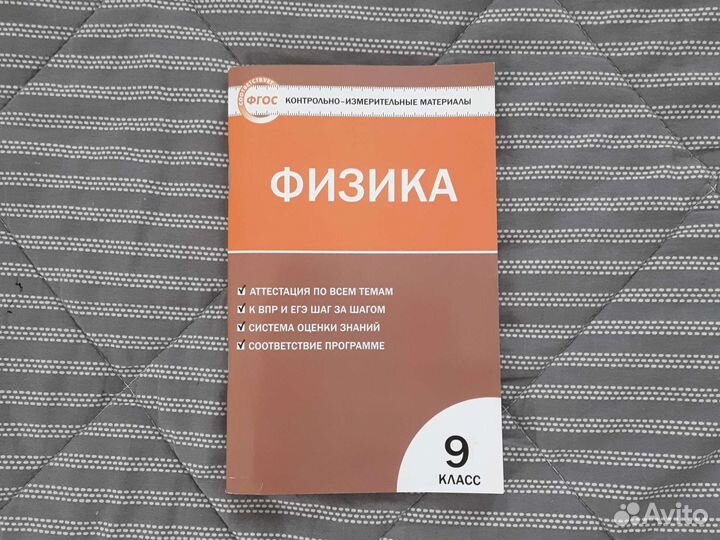 СООТВЕТСТВУЕТ
ФГОС
КОНТРОЛЬНО-ИЗМЕРИТЕЛЬНЫЕ МАТЕРИАЛЫ
ФИЗИКА
АТТЕСТАЦИЯ ПО ВСЕМ ТЕМАМ
К ВПР И ЕГЭ ШАГ ЗА ШАГОМ
СИСТЕМА ОЦЕНКИ ЗНАНИЙ
СООТВЕТСТВИЕ ПРОГРАММЕ
9
КЛАСС
Avito